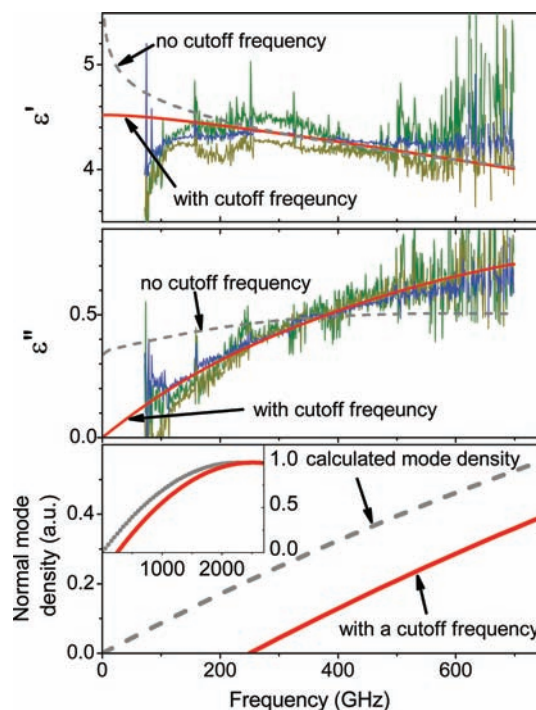 no cutoff frequency
5
4
ε'
with cutoff freqeuncy
no cutoff frequency
0.5
ε''
with cutoff freqeuncy
0.0
1.0
calculated mode density
0.5
0.0
1000 2000
0.4
0.2
0.0
Normal mode
density (a.u.)
with a cutoff frequency
0 200 400 600
Frequency (GHz)